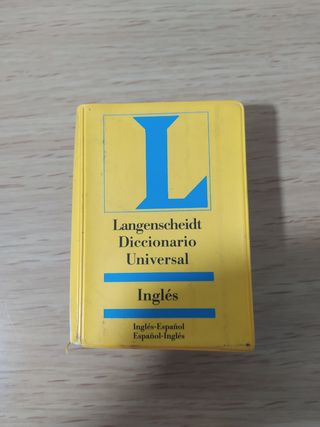 L
Langenscheidt
Diccionario
Universal
Inglés
Inglés-Español
Español-Inglés